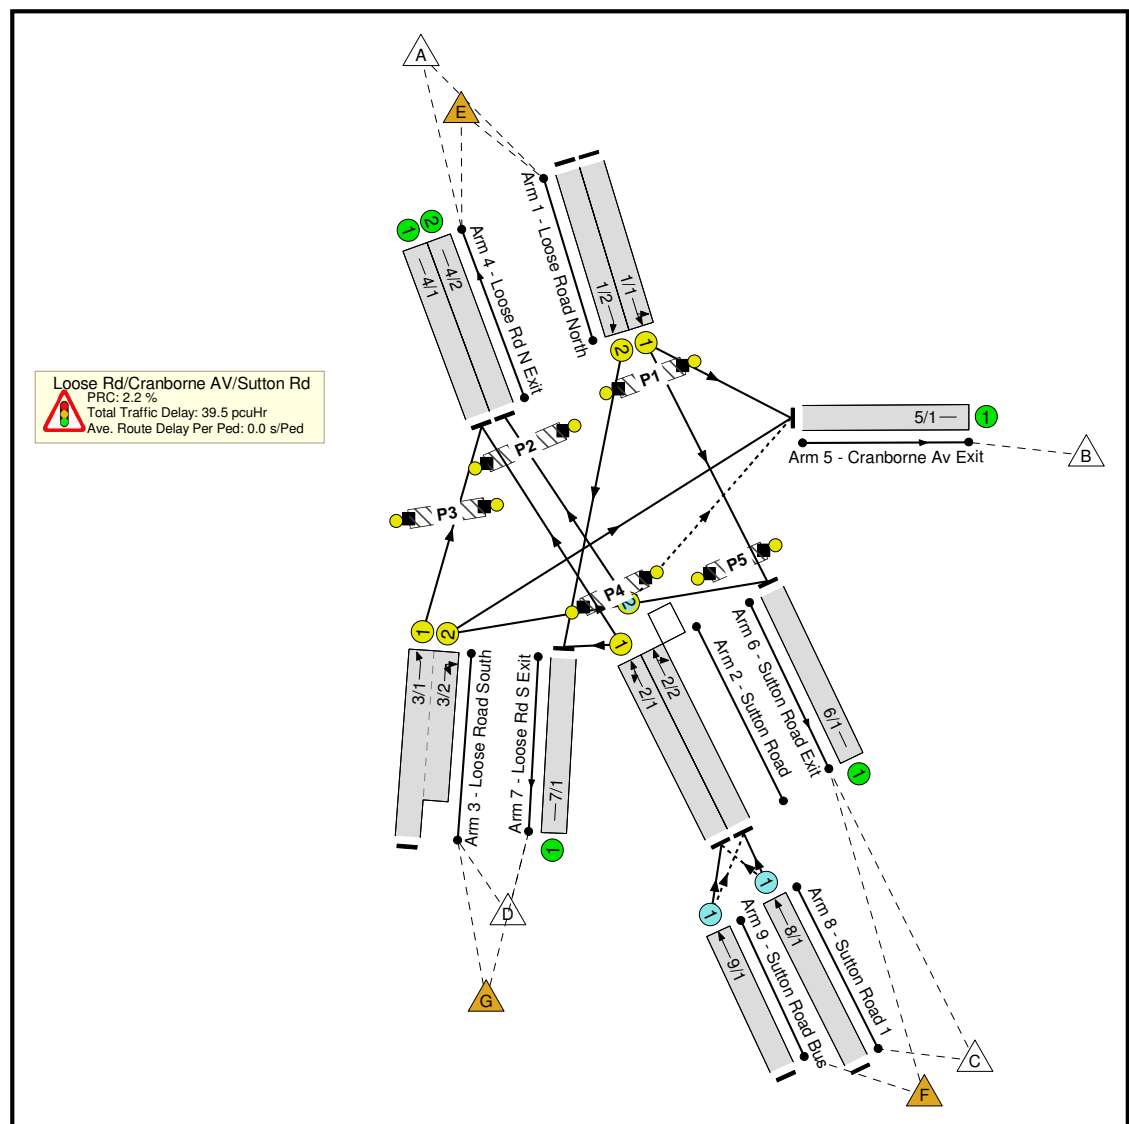 A
E
Arm 1 - Loose Road North
1/2
1/1
1
2
4/1
4/2
Arm 4 - Loose Rd N Exit
2
1
Loose Rd/Cranborne AV/Sutton Rd
PRC: 2.2 %
Total Traffic Delay: 39.5 pcuHr
Ave. Route Delay Per Ped: 0.0 s/Ped
P1
5/1
1
Arm 5 - Cranborne Av Exit
B
P2
P3
P5
P4
2
1
2
1
3/1
3/2
Arm 3 - Loose Road South
Arm 7 - Loose Rd S Exit
7/1
1
2/1
2/2
Arm 2 - Sutton Road
Arm 6 - Sutton Road Exit
6/1
1
D
G
1
1
9/1
Arm 9 - Sutton Road Bus
8/1
Arm 8 - Sutton Road 1
C
F